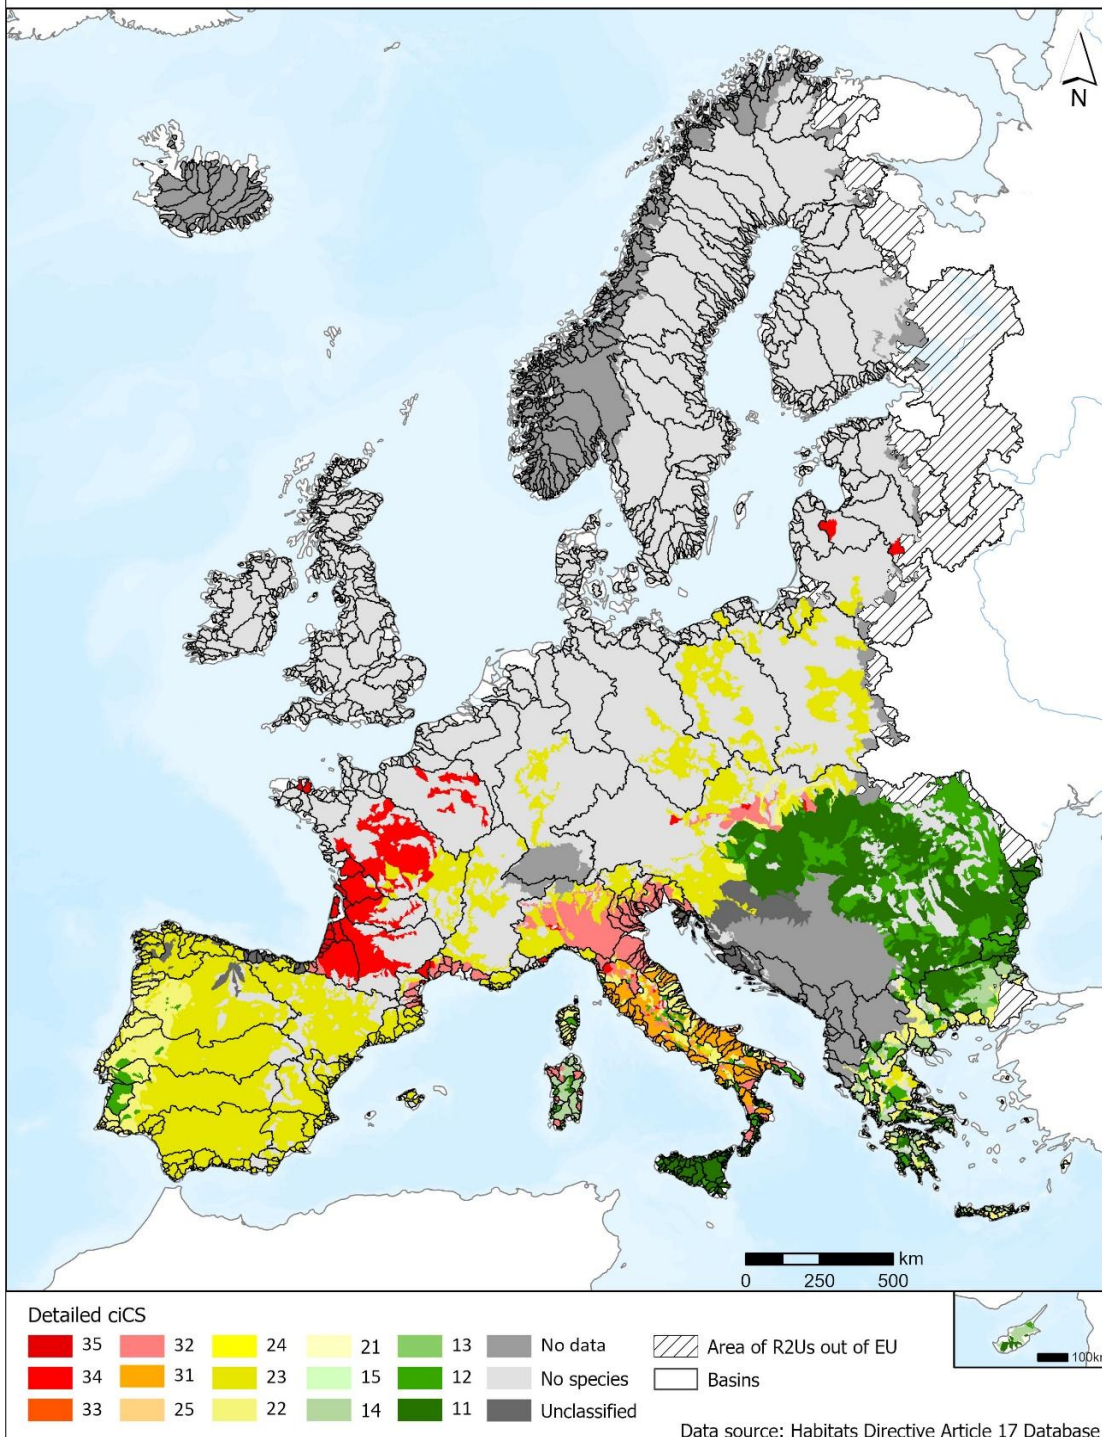 N
km
0 250 500
Detailed ciCS
35 32 24 21 13 No data Area of R2Us out of EU
34 31 23 15 12 No species Basins
33 25 22 14 11 Unclassified
100km
Data source: Habitats Directive Article 17 Database